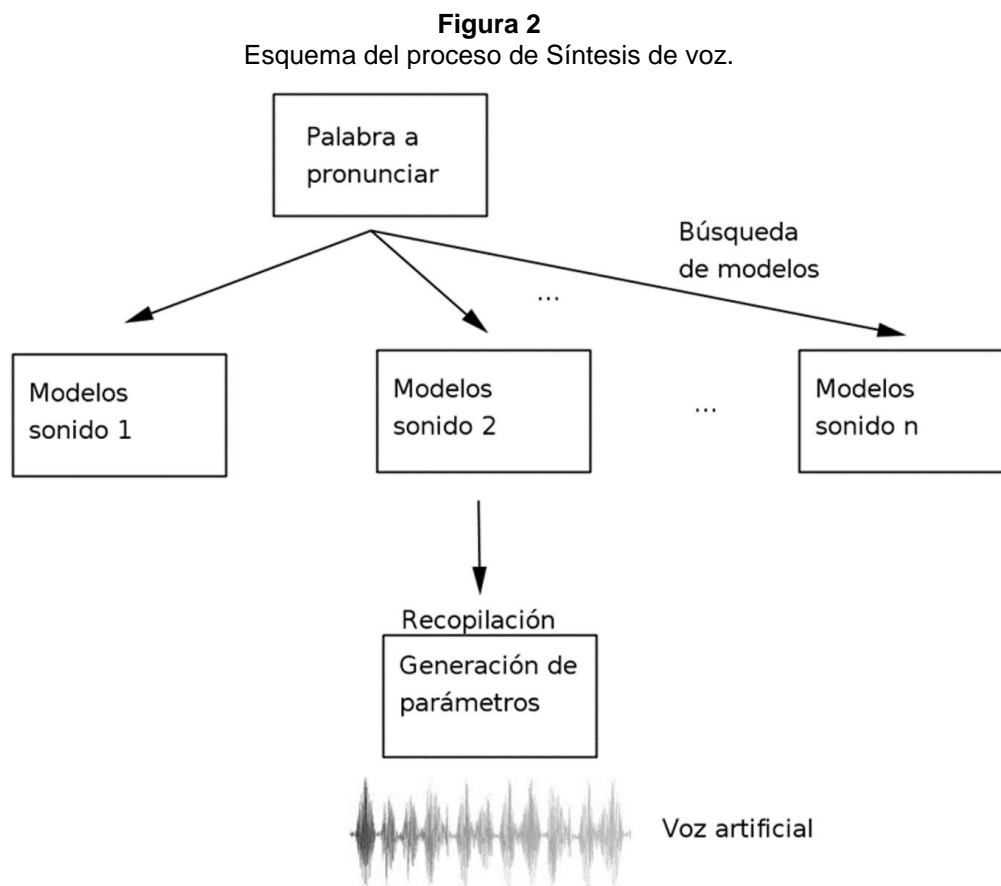 Figura 2
Esquema del proceso de Síntesis de voz.
Palabra a
pronunciar
Búsqueda
de modelos
...
Modelos
sonido 1
Modelos
sonido 2
...
Modelos
sonido n
Recopilación
Generación de
parámetros
Voz artificial